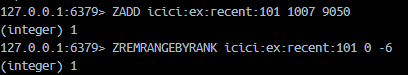 127.0.0.1:6379> ZADD icici:ex:recent:101 1007 9050
(integer) 1
127.0.0.1:6379> ZREMRANGEBYRANK icici:ex:recent:101 0 -6
(integer) 1